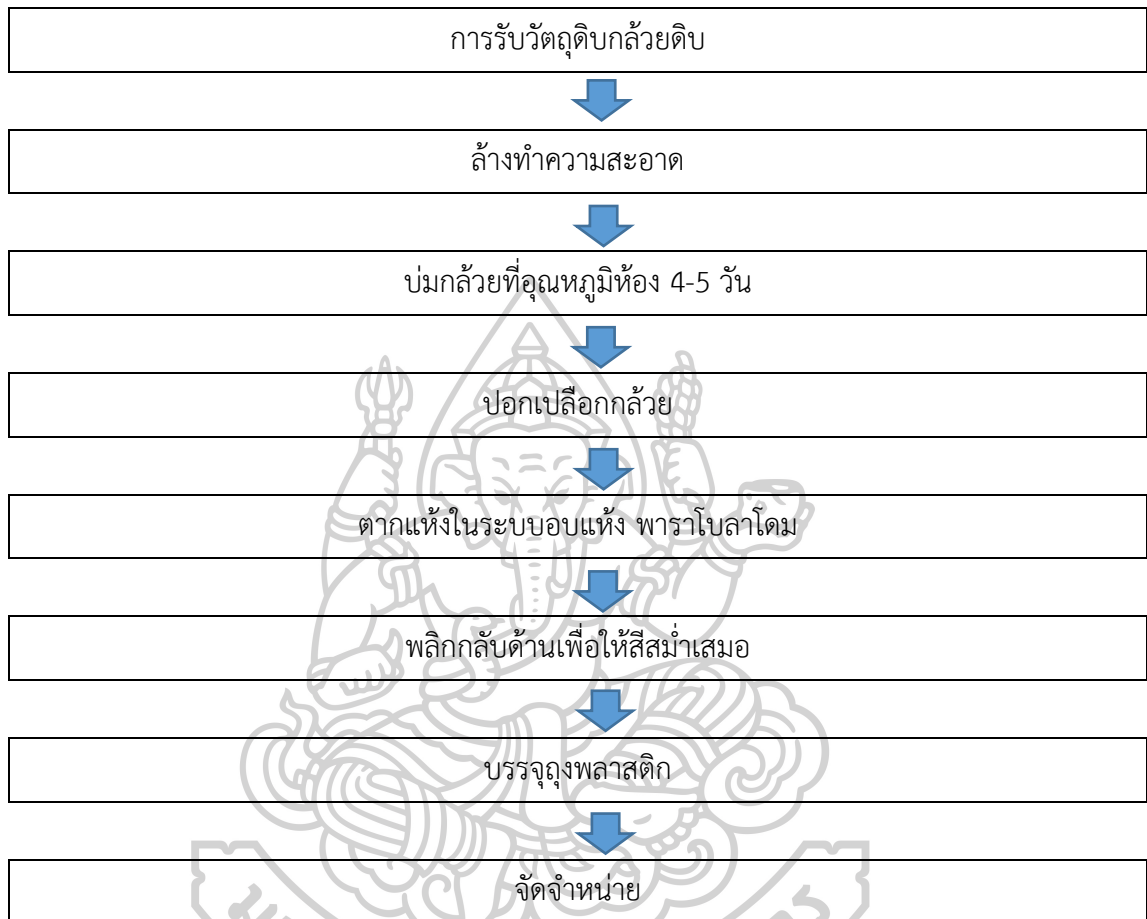 การรับวัตถุดิบกล้วยดิบ
ล้างทำความสะอาด
บ่มกล้วยที่อุณหภูมิห้อง 4-5 วัน
ปอกเปลือกกล้วย
ตากแห้งในระบบอบแห้ง พาราโบลาโดม
พลิกกลับด้านเพื่อให้สีสม่ำเสมอ
บรรจุถุงพลาสติก
จัดจำหน่าย